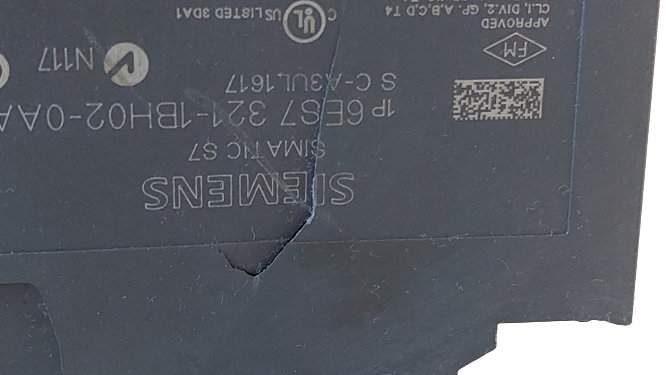 SIEMENS
SIMATIC S7
1P 6ES7 321-1BH02-0AA
S C-A3UL1617
N117
FM
APPROVED
CL.I, DIV.2, GP. A,B,C,D T4
C UL US LISTED 3DA1